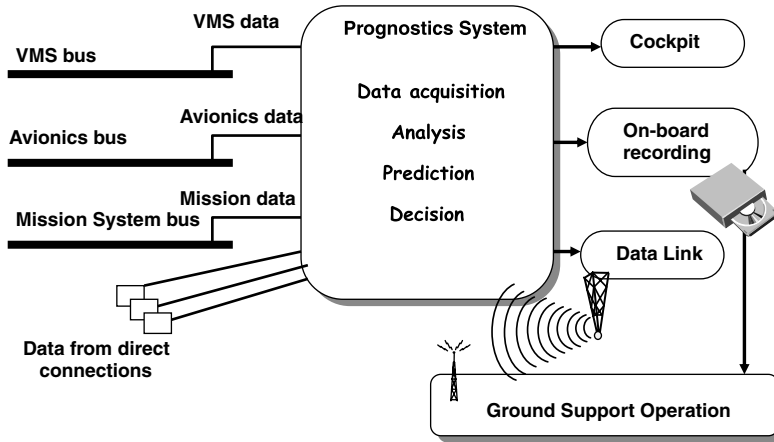 VMS data
VMS bus
Avionics data
Avionics bus
Mission data
Mission System bus
Data from direct
connections
Prognostics System
Data acquisition
Analysis
Prediction
Decision
Cockpit
On-board
recording
Data Link
Ground Support Operation